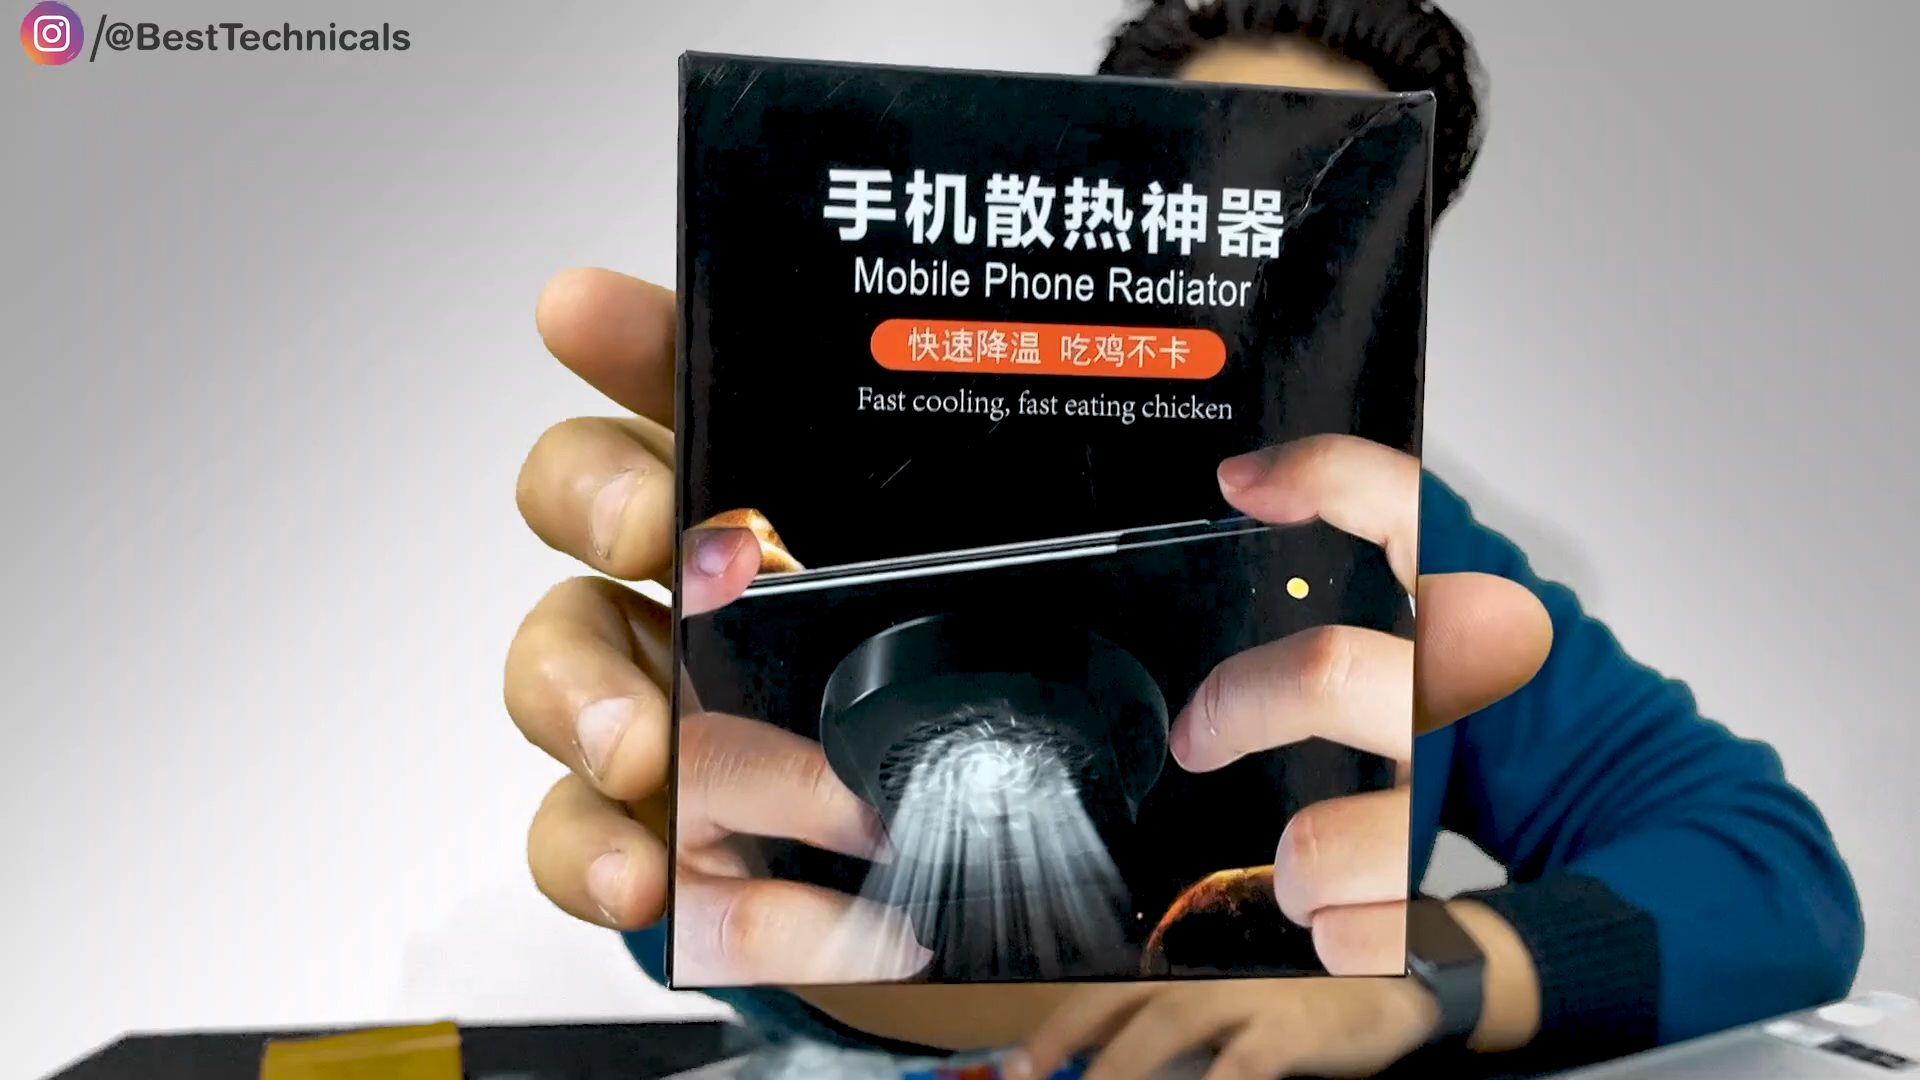 /@BestTechnicals
手机散热神器
Mobile Phone Radiator
快速降温 吃鸡不卡
Fast cooling, fast eating chicken